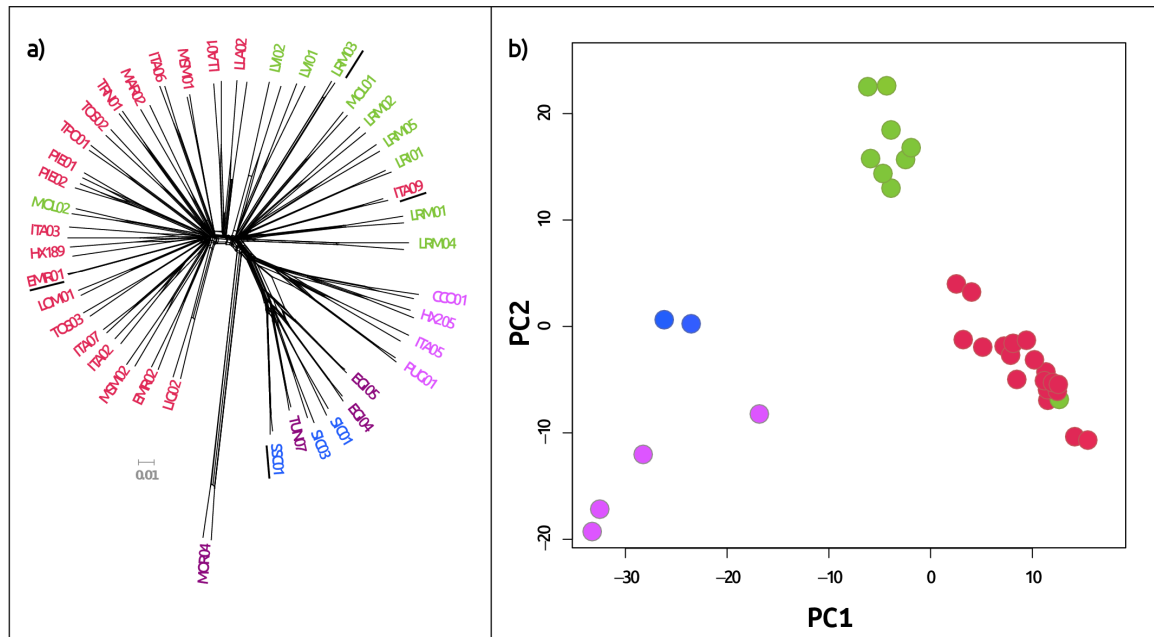 a)
LLA01
LLA02
LVI02
LVI01
LRM03
MCL01
LRM02
LRM05
LRI01
ITA09
LRM01
LRM04
HX205
ITA05
PUG01
EGI05
EGI04
SIC01
SIC03
TUN07
SSC01
MOR04
LIG02
EMR02
MSM02
ITA02
ITA07
TOS03
LOM01
EMR01
HX189
ITA03
MCL02
PIE02
PIE01
TPC01
TOS02
TRN01
MAR02
ITA06
MSM01
0.01
b)
PC2
20
10
0
−10
−20
−30
−20
−10
0
10
PC1